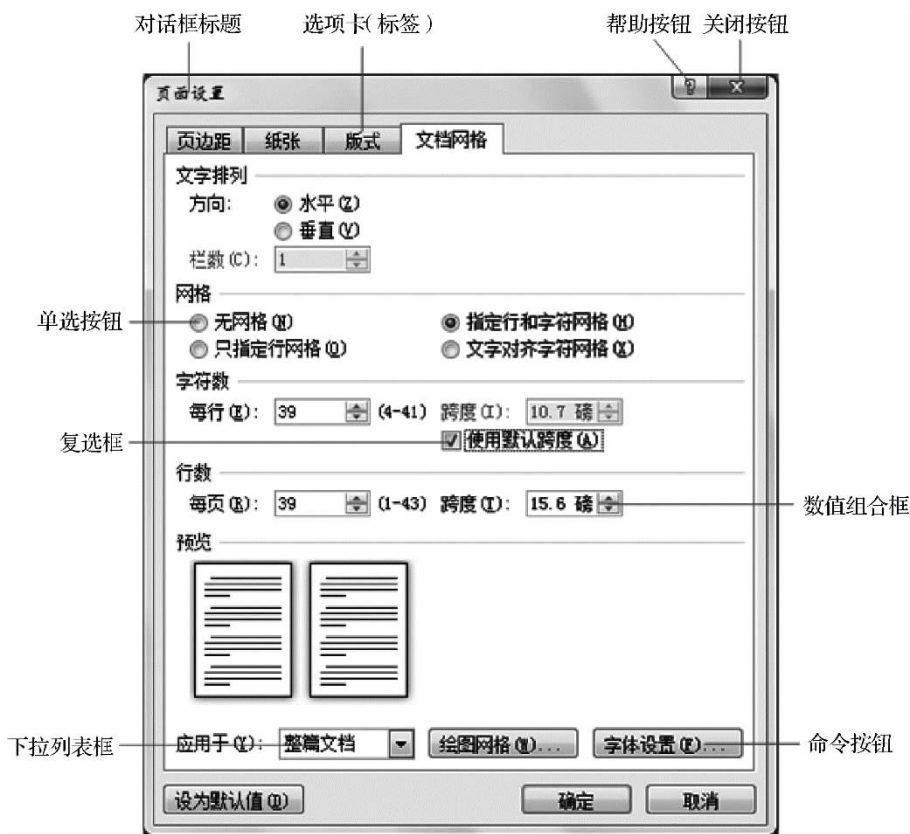 对话框标题 选项卡(标签) 帮助按钮 关闭按钮
页面设置
页边距 纸张 版式 文档网格
文字排列
方向: 水平(Z)
垂直(V)
栏数(C): 1
网格
单选按钮 无网格(N) 指定行和字符网格(H)
只指定行网格(O) 文字对齐字符网格(X)
字符数
每行(E): 39 (4-41) 跨度(I): 10.7 磅
复选框 使用默认跨度(A)
行数
每页(R): 39 (1-43) 跨度(T): 15.6 磅 数值组合框
预览
下拉列表框 应用于(Y): 整篇文档 绘图网格(W)... 字体设置(F)... 命令按钮
设为默认值(D) 确定 取消